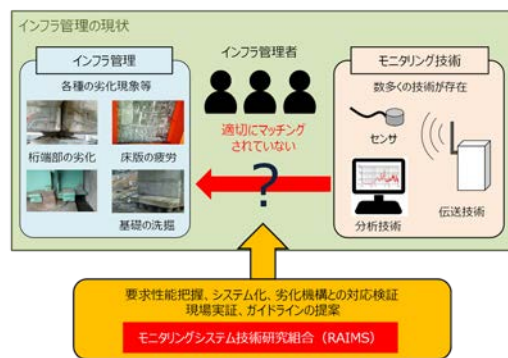 インフラ管理の現状
インフラ管理
各種の劣化現象等
桁端部の劣化
床版の疲労
基礎の洗掘
インフラ管理者
適切にマッチング
されていない
?
モニタリング技術
数多くの技術が存在
センサ
分析技術
伝送技術
要求性能把握、システム化、劣化機構との対応検証
現場実証、ガイドラインの提案
モニタリングシステム技術研究組合（RAIMS）